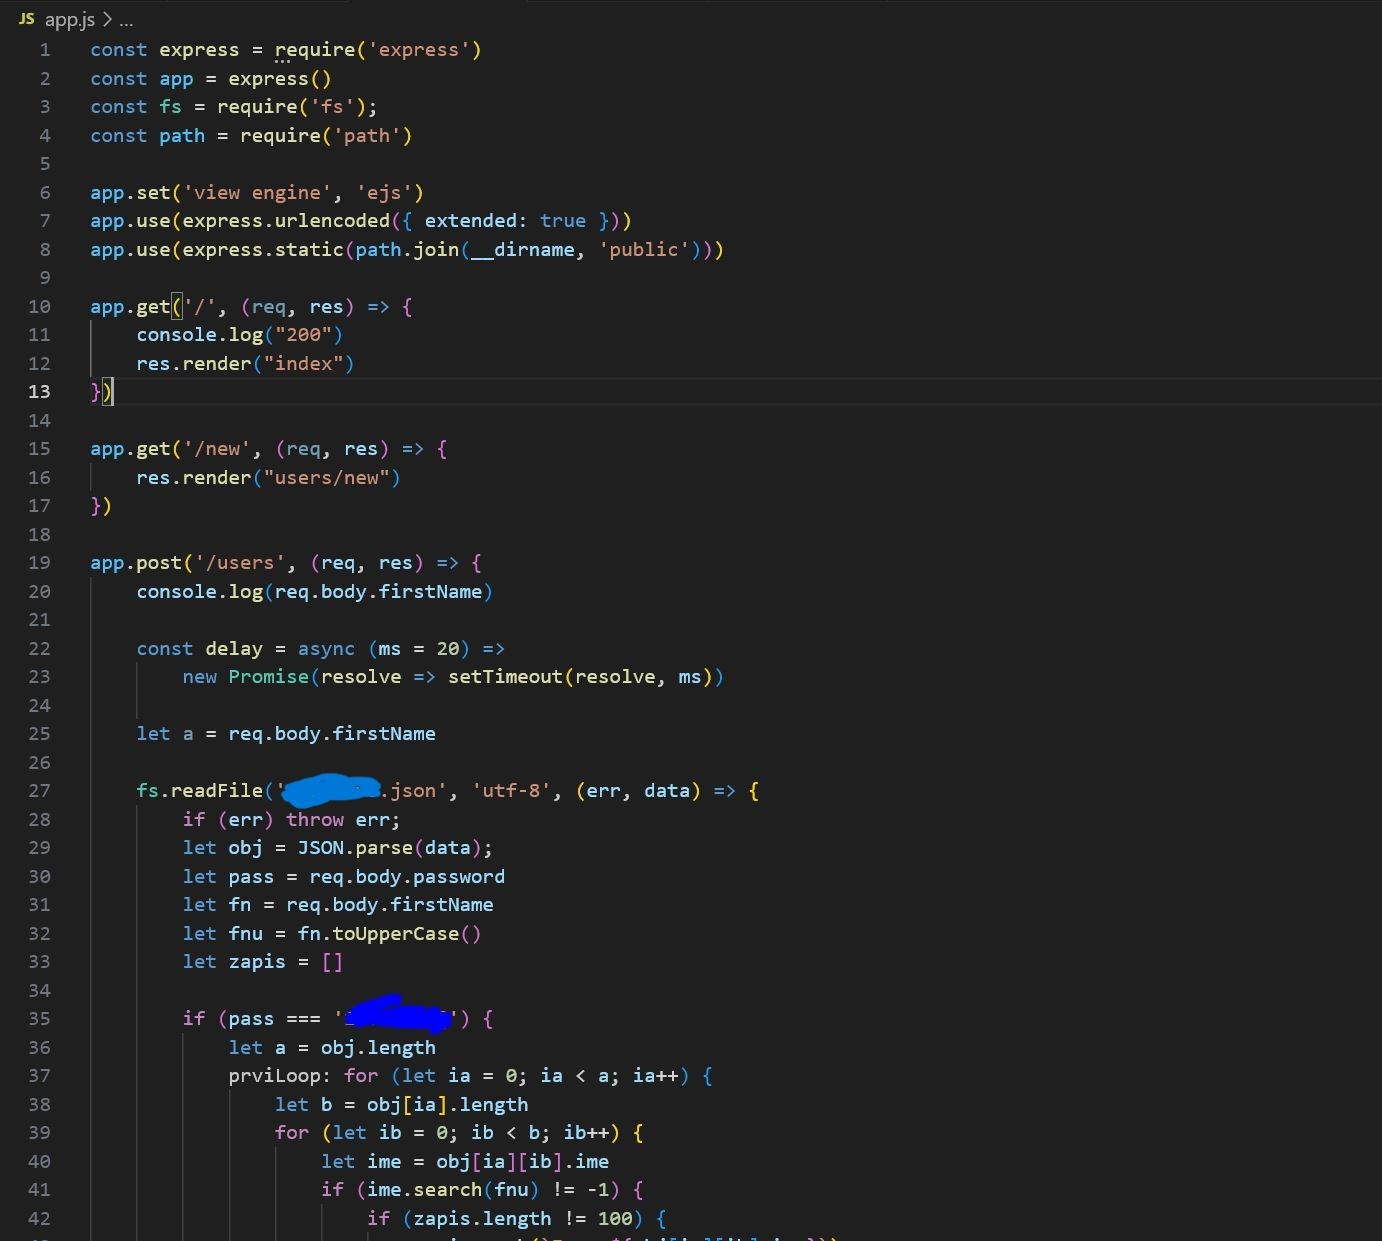 JS app.js > ...
1 const express = require('express')
2 const app = express()
3 const fs = require('fs');
4 const path = require('path')
5
6 app.set('view engine', 'ejs')
7 app.use(express.urlencoded({ extended: true }))
8 app.use(express.static(path.join(__dirname, 'public')))
9
10 app.get('/', (req, res) => {
11 console.log("200")
12 res.render("index")
13 })
14
15 app.get('/new', (req, res) => {
16 res.render("users/new")
17 })
18
19 app.post('/users', (req, res) => {
20 console.log(req.body.firstName)
21
22 const delay = async (ms = 20) =>
23 new Promise(resolve => setTimeout(resolve, ms))
24
25 let a = req.body.firstName
26
27 fs.readFile(' .json', 'utf-8', (err, data) => {
28 if (err) throw err;
29 let obj = JSON.parse(data);
30 let pass = req.body.password
31 let fn = req.body.firstName
32 let fnu = fn.toUpperCase()
33 let zapis = []
34
35 if (pass === ' ') {
36 let a = obj.length
37 prviLoop: for (let ia = 0; ia < a; ia++) {
38 let b = obj[ia].length
39 for (let ib = 0; ib < b; ib++) {
40 let ime = obj[ia][ib].ime
41 if (ime.search(fnu) != -1) {
42 if (zapis.length != 100) {